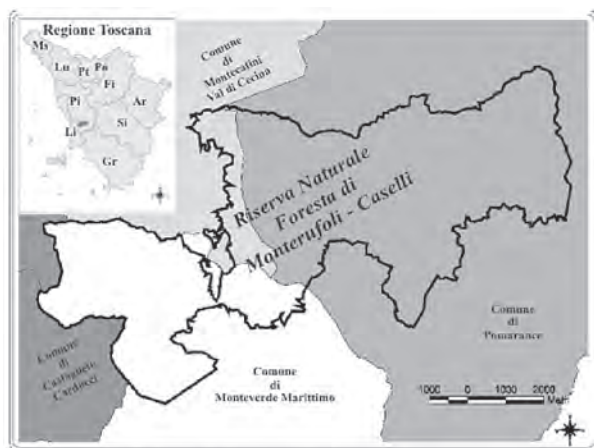 Regione Toscana
Ms
Lu
Pt
Po
Fi
Pi
Ar
Li
Si
Gr
Comune
di
Montecatini
Val di Cecina
Riserva Naturale
Foresta di
Monterufoli - Caselli
Comune
di
Pomarance
Comune
di
Castagneto
Carducci
Comune
di
Monteverde Marittimo
1000 0 1000 2000